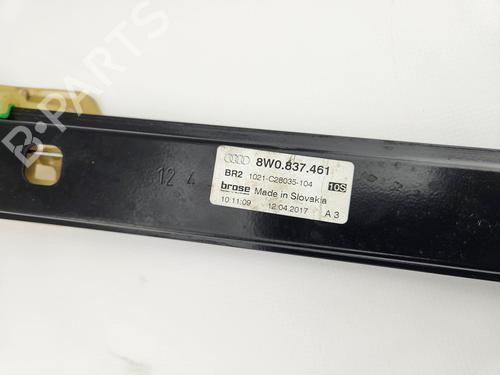 B-Parts
12 4
8W0.837.461
BR2 1021-C28035-104 10S
brose Made in Slovakia
10:11:09 12.04.2017 A 3